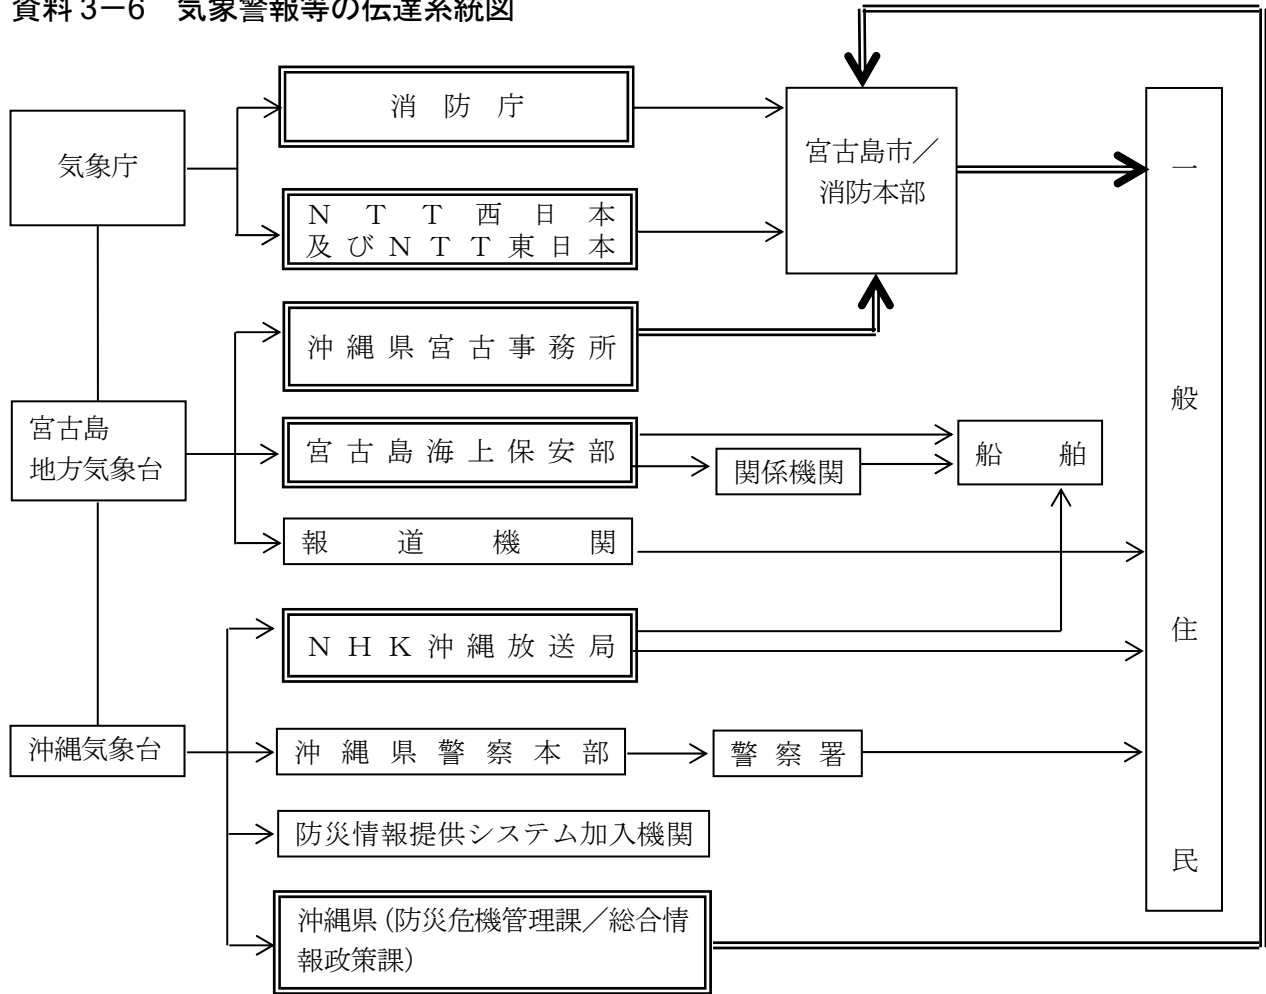 資料3－6　気象警報等の伝達系統図
消防庁
気象庁
宮古島市／
消防本部
NTT西日本
及びNTT東日本
沖縄県宮古事務所
宮古島
地方気象台
宮古島海上保安部
関係機関
船舶
報道機関
一般住民
NHK沖縄放送局
沖縄気象台
沖縄県警察本部
警察署
防災情報提供システム加入機関
沖縄県（防災危機管理課／総合情
報政策課）